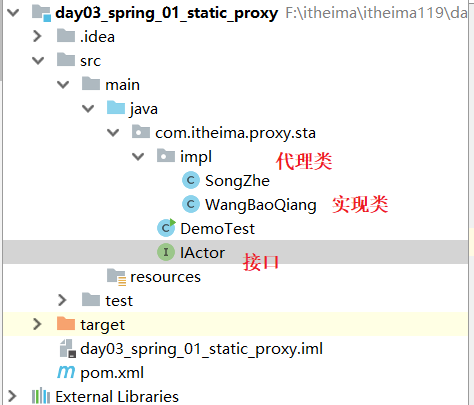 day03_spring_01_static_proxy F:\itheima\itheima119\da
.idea
src
main
java
com.itheima.proxy.sta
impl 代理类
SongZhe
WangBaoQiang 实现类
DemoTest
IActor 接口
resources
test
target
day03_spring_01_static_proxy.iml
pom.xml
External Libraries